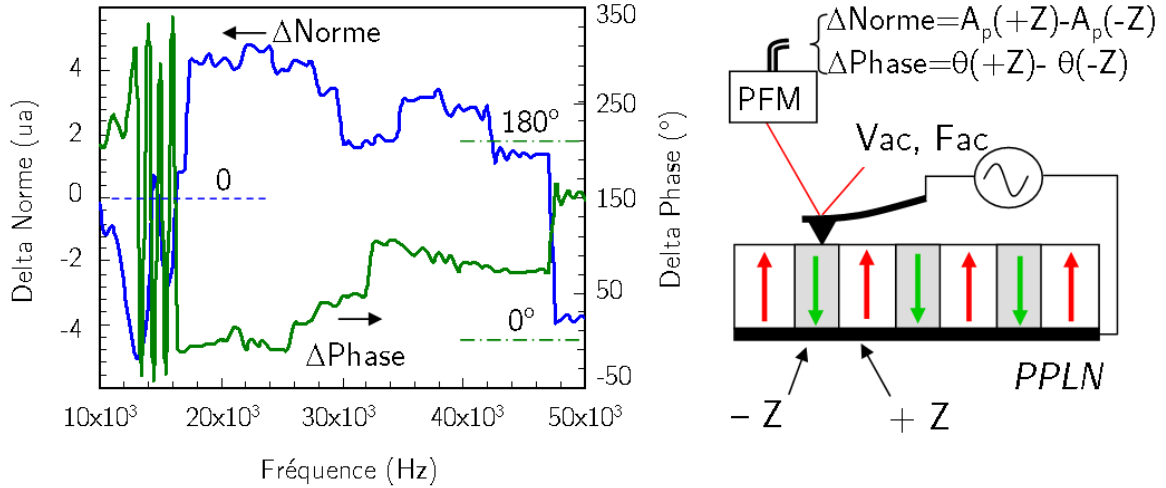 ΔNorme
4
2
0
-2
-4
Delta Norme (ua)
0
180°
0°
ΔPhase
350
250
150
50
-50
Delta Phase (°)
10x10³ 20x10³ 30x10³ 40x10³ 50x10³
Fréquence (Hz)
ΔNorme=Aₚ(+Z)-Aₚ(-Z)
ΔPhase=θ(+Z)- θ(-Z)
PFM
Vac, Fac
PPLN
− Z
+ Z